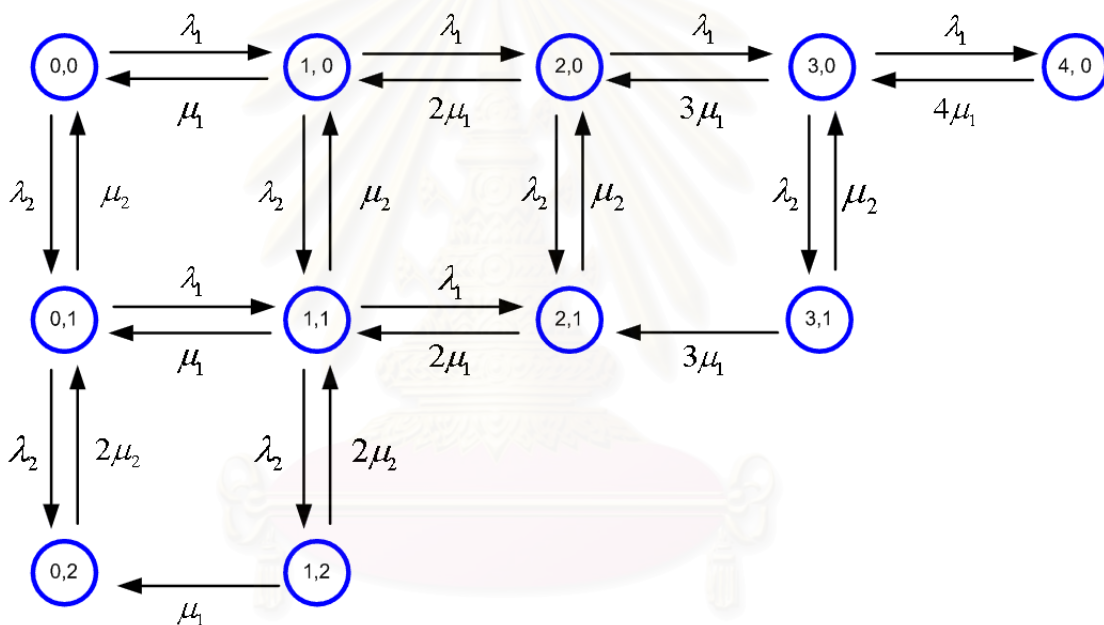 λ₁ λ₁ λ₁ λ₁
0,0 1, 0 2,0 3,0 4, 0
μ₁ 2μ₁ 3μ₁ 4μ₁
λ₂ μ₂ λ₂ μ₂ λ₂ μ₂ λ₂ μ₂
λ₁ λ₁
0,1 1,1 2,1 3,1
μ₁ 2μ₁ 3μ₁
λ₂ 2μ₂ λ₂ 2μ₂
0,2 1,2
μ₁